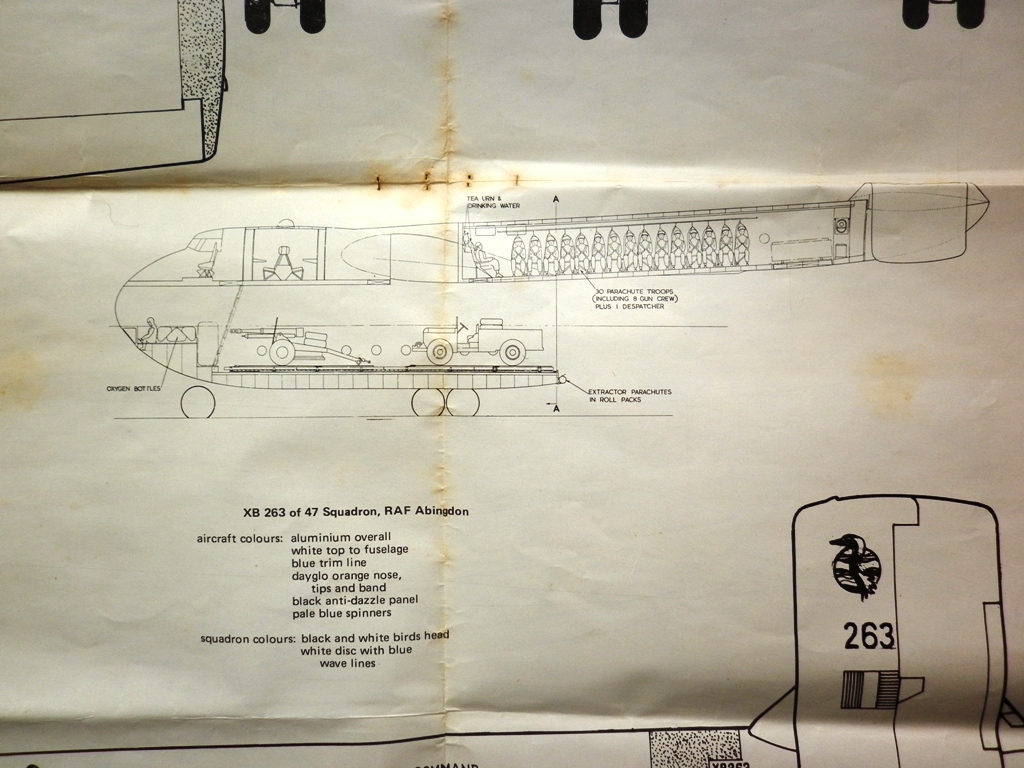 TEA URN &
DRINKING WATER
A
30 PARACHUTE TROOPS
(INCLUDING 8 GUN CREW)
PLUS 1 DESPATCHER
OXYGEN BOTTLES
EXTRACTOR PARACHUTES
IN ROLL PACKS
A
XB 263 of 47 Squadron, RAF Abingdon
aircraft colours: aluminium overall
white top to fuselage
blue trim line
dayglo orange nose,
tips and band
black anti-dazzle panel
pale blue spinners
squadron colours: black and white birds head
white disc with blue
wave lines
263
XB263